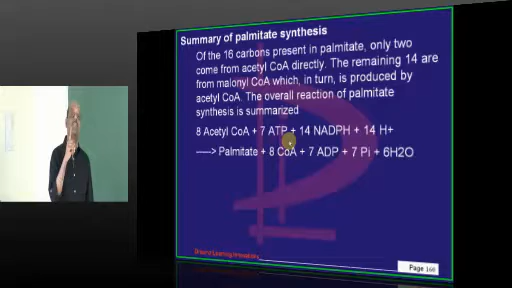 Summary of palmitate synthesis
Of the 16 carbons present in palmitate, only two
come from acetyl CoA directly. The remaining 14 are
from malonyl CoA which, in turn, is produced by
acetyl CoA. The overall reaction of palmitate
synthesis is summarized
8 Acetyl CoA + 7 ATP + 14 NADPH + 14 H+
-----> Palmitate + 8 CoA + 7 ADP + 7 Pi + 6H2O
Page 160